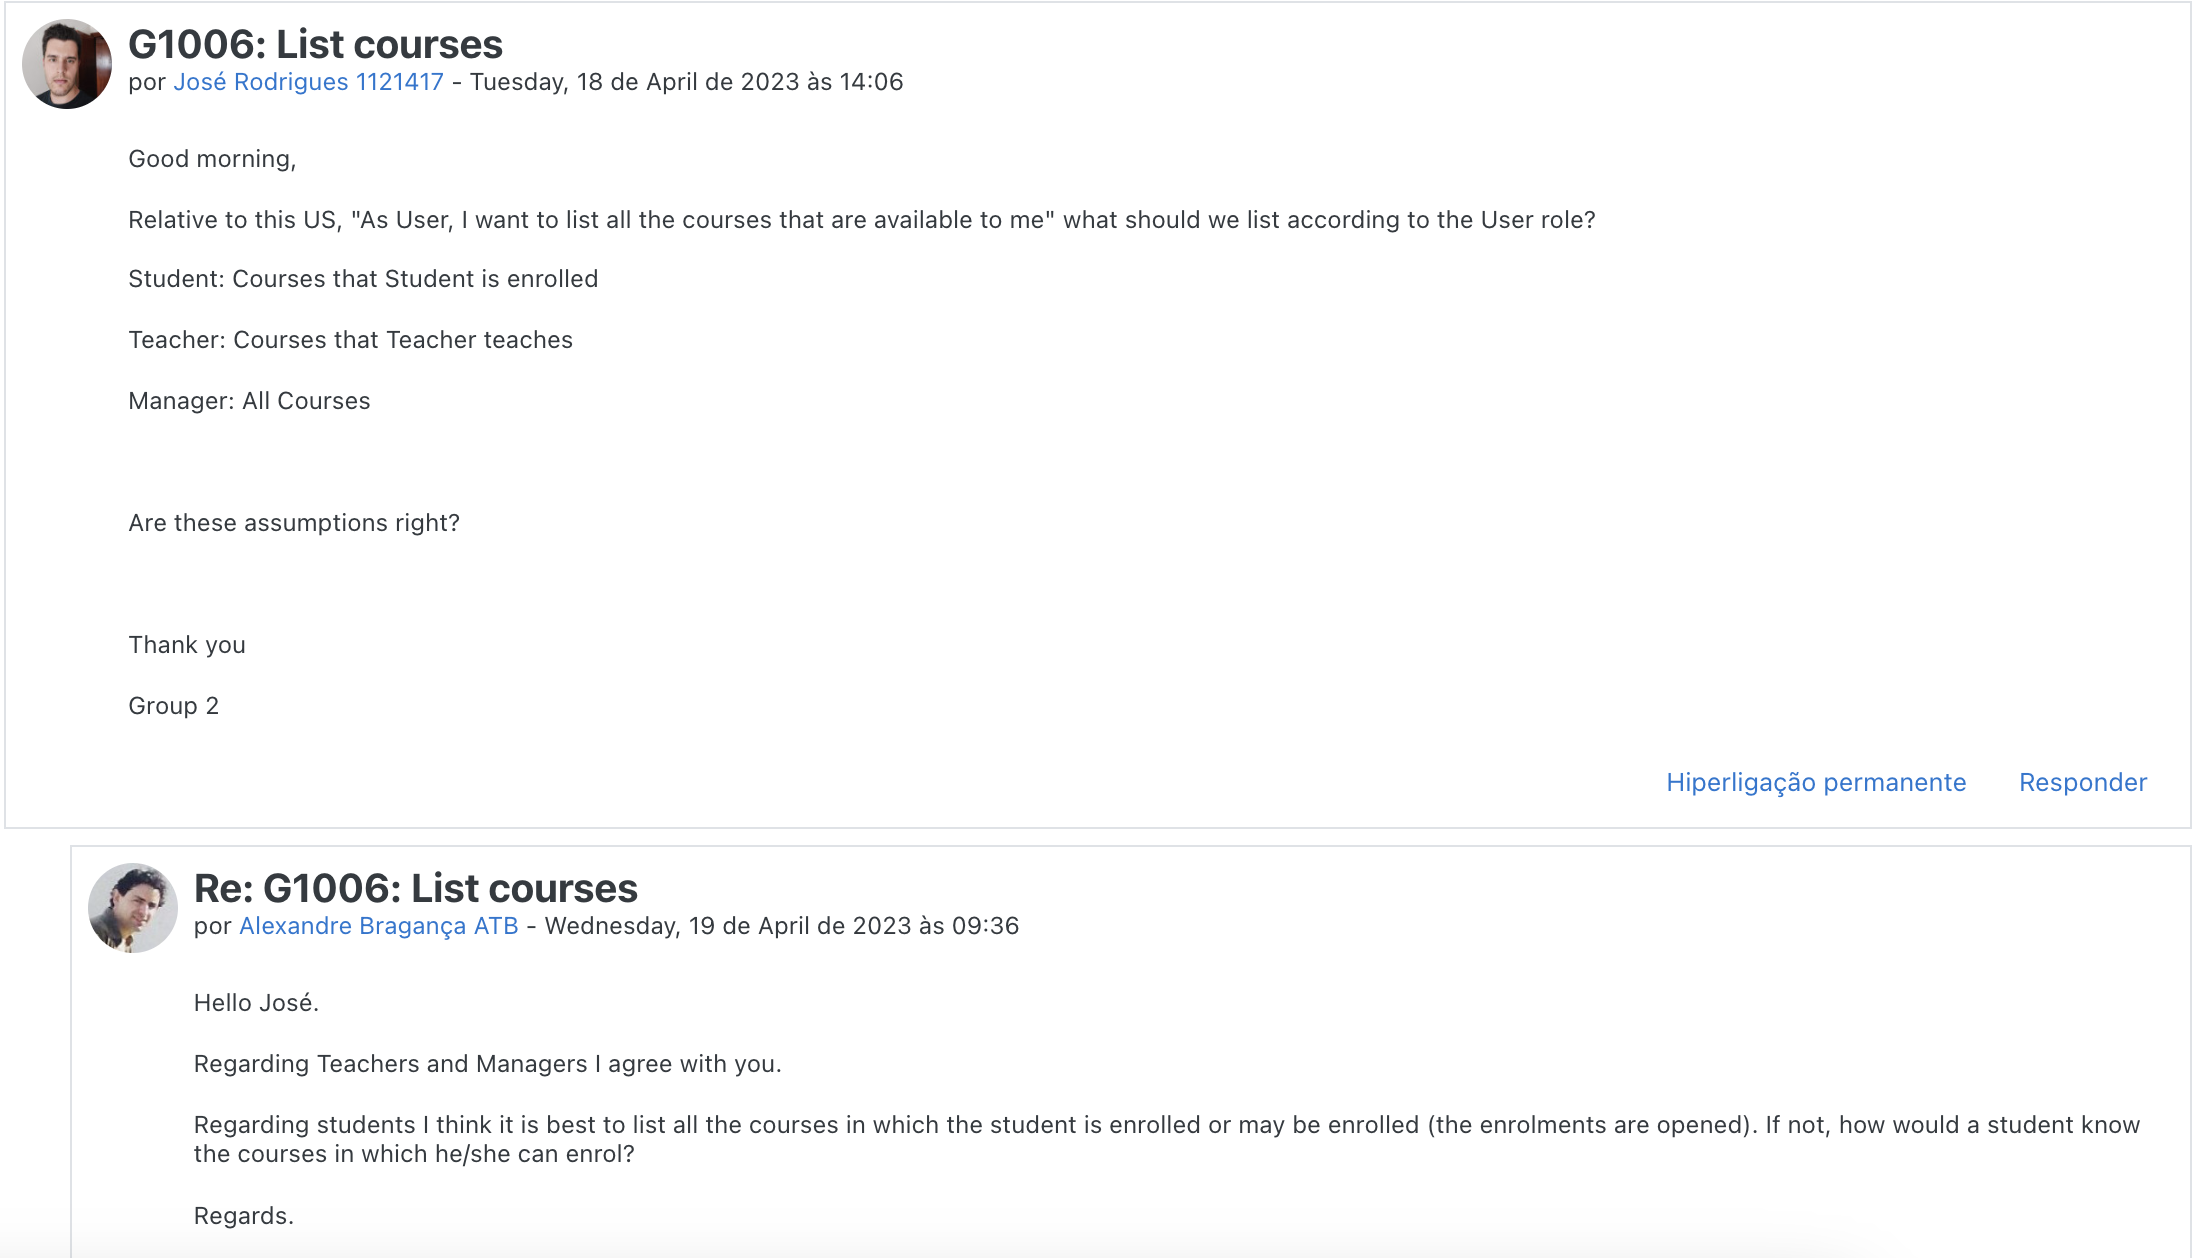 G1006: List courses
por José Rodrigues 1121417 - Tuesday, 18 de April de 2023 às 14:06
Good morning,
Relative to this US, "As User, I want to list all the courses that are available to me" what should we list according to the User role?
Student: Courses that Student is enrolled
Teacher: Courses that Teacher teaches
Manager: All Courses
Are these assumptions right?
Thank you
Group 2
Hiperligação permanente Responder
Re: G1006: List courses
por Alexandre Bragança ATB - Wednesday, 19 de April de 2023 às 09:36
Hello José.
Regarding Teachers and Managers I agree with you.
Regarding students I think it is best to list all the courses in which the student is enrolled or may be enrolled (the enrolments are opened). If not, how would a student know
the courses in which he/she can enrol?
Regards.